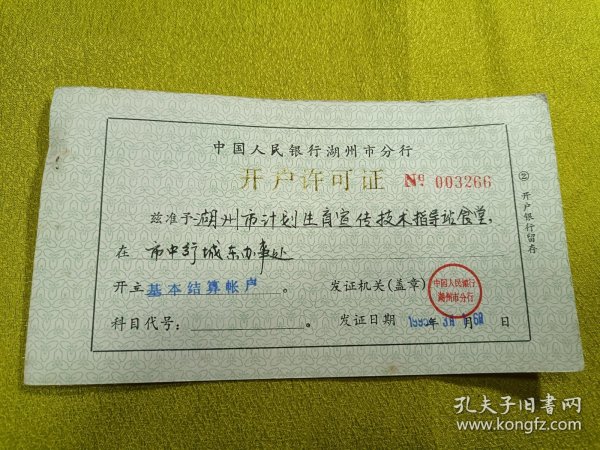 中国人民银行湖州市分行
开户许可证 № 003266
兹准予 湖州市计划生育宣传技术指导站食堂,
在 市中行城东办事处
开立 基本结算帐户 。 发证机关(盖章)
中国人民银行
湖州市分行
科目代号: 。 发证日期 年 月 日
② 开户银行留存
孔夫子旧书网
www.kongfz.com